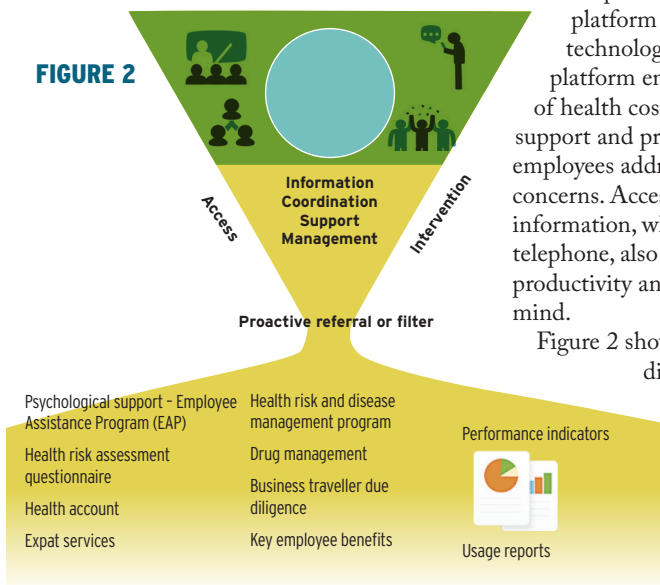 FIGURE 2
Information
Coordination
Support
Management
Access
Intervention
Proactive referral or filter
Psychological support – Employee
Assistance Program (EAP)
Health risk assessment
questionnaire
Health account
Expat services
Health risk and disease
management program
Drug management
Business traveller due
diligence
Key employee benefits
Performance indicators
Usage reports
platform
technolog
platform en
of health cos
support and pr
employees addr
concerns. Acces
information, wh
telephone, also
productivity an
mind.
Figure 2 show
di